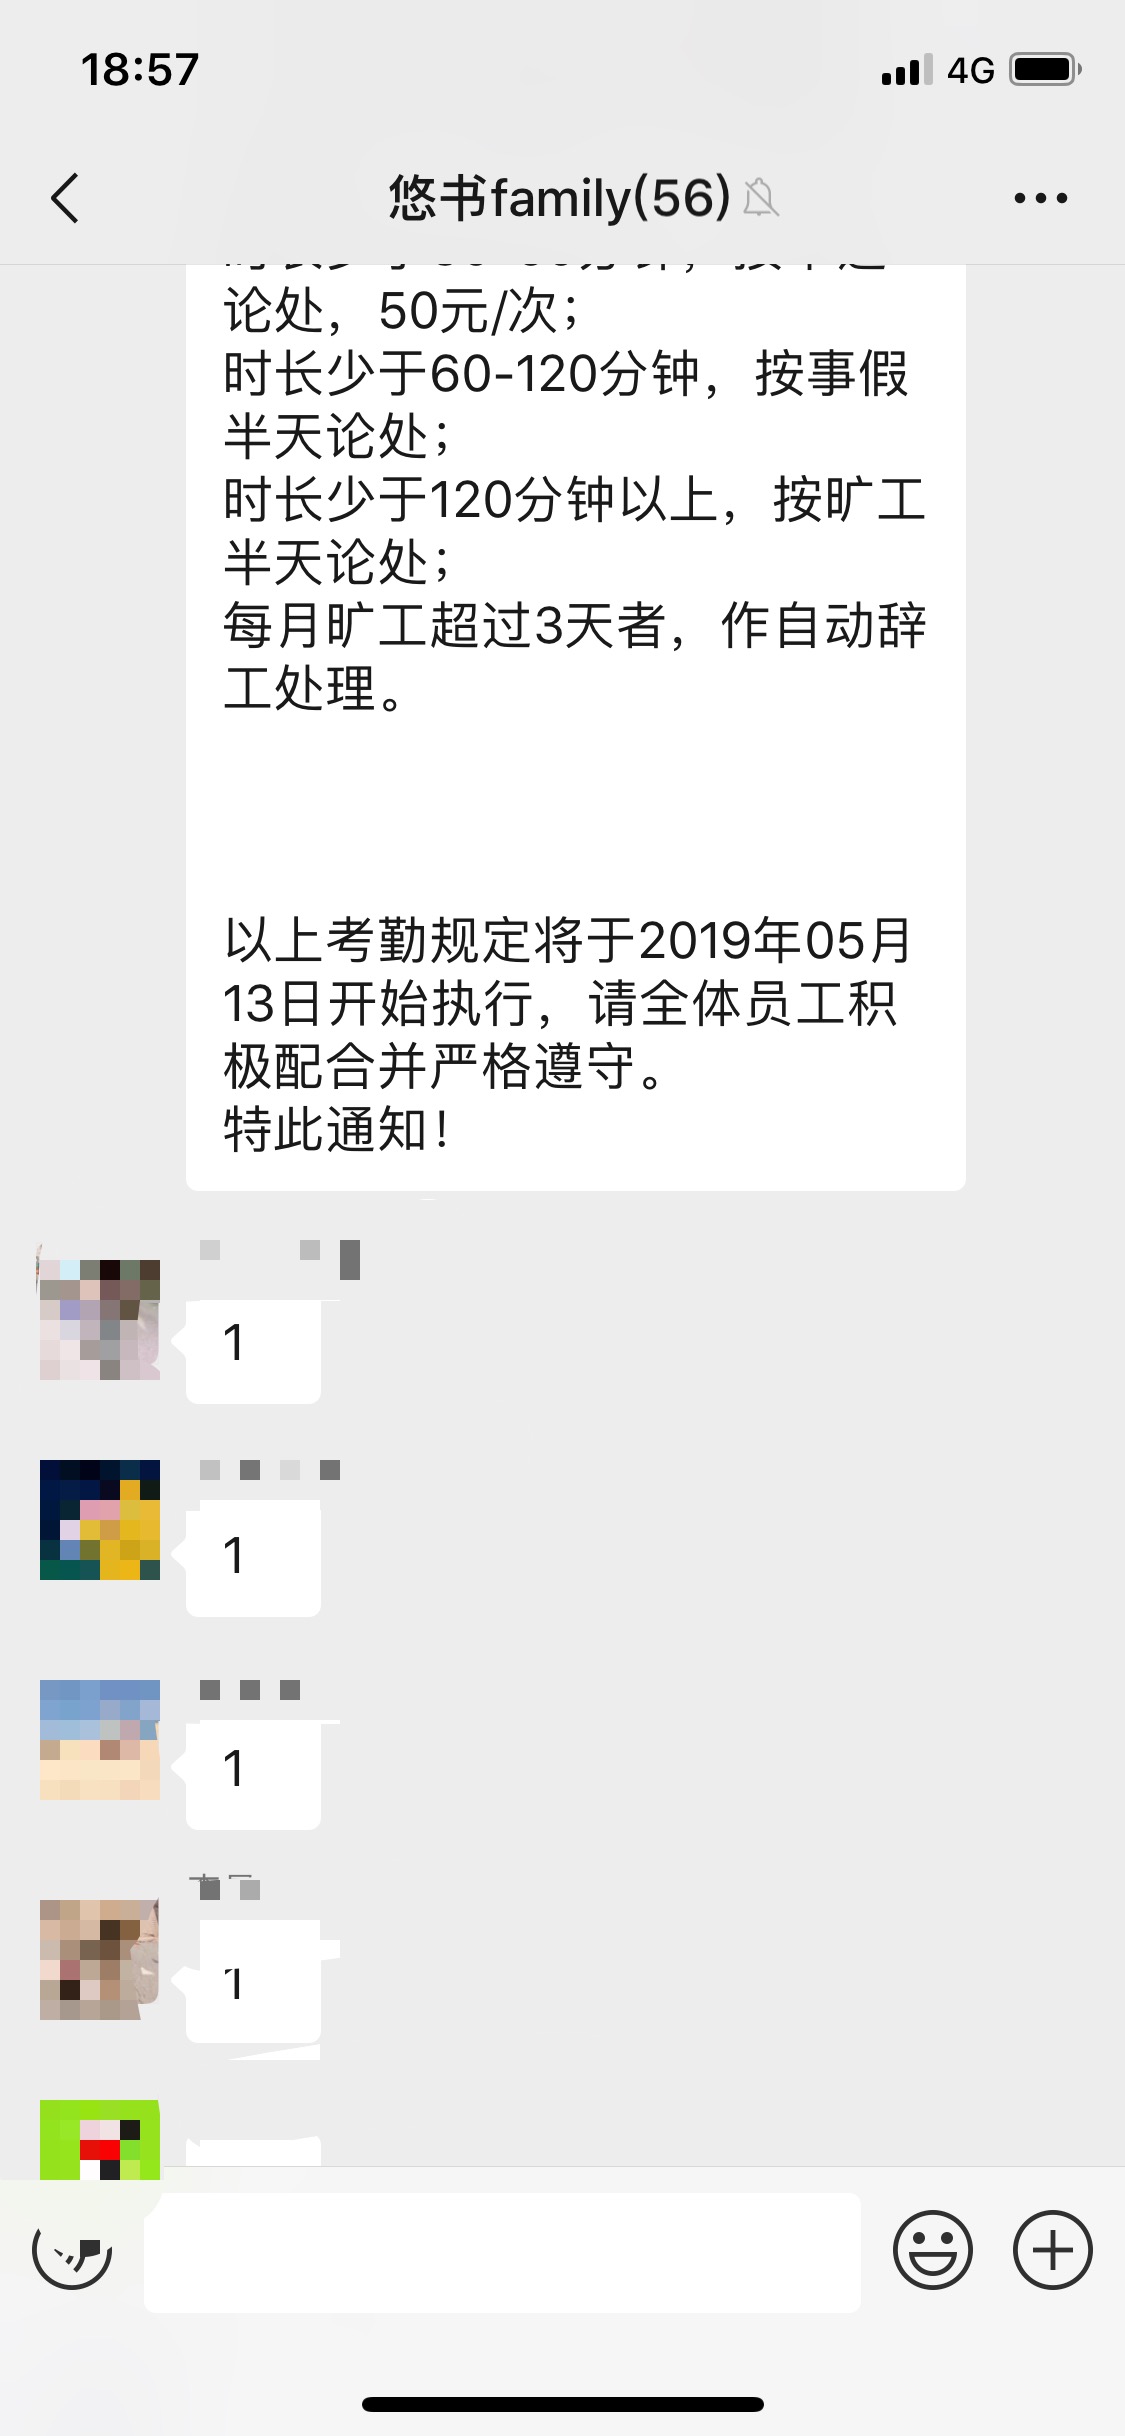 18:57
4G
悠书family(56)
论处，50元/次；
时长少于60-120分钟，按事假
半天论处；
时长少于120分钟以上，按旷工
半天论处；
每月旷工超过3天者，作自动辞
工处理。
以上考勤规定将于2019年05月
13日开始执行，请全体员工积
极配合并严格遵守。
特此通知！
1
1
1
1